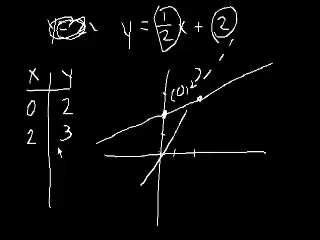 y = 1/2 x + 2
x y
0 2
2 3
(0,2)